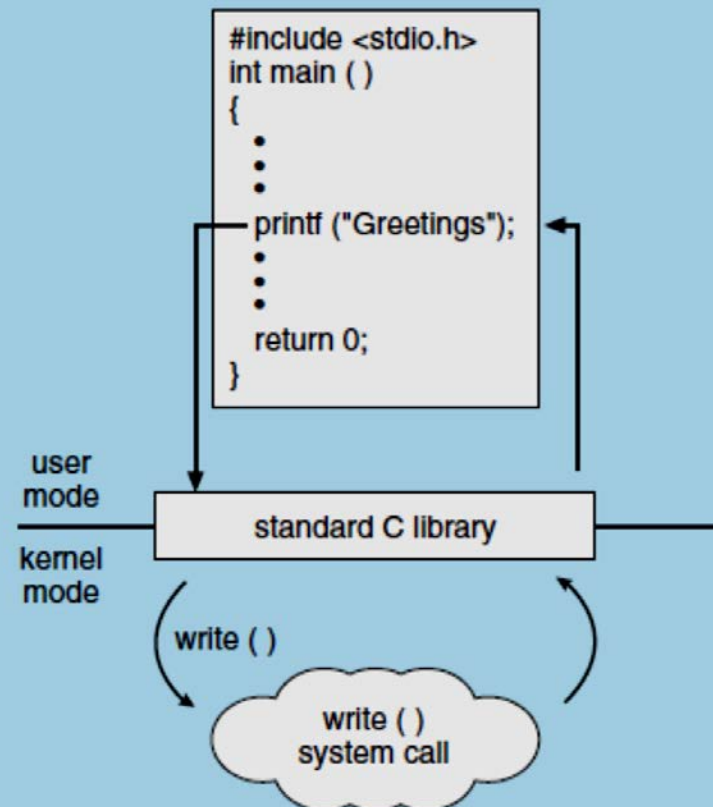 #include <stdio.h>
int main ( )
{
•
•
•
printf ("Greetings");
•
•
•
return 0;
}
user
mode
standard C library
kernel
mode
write ( )
write ( )
system call